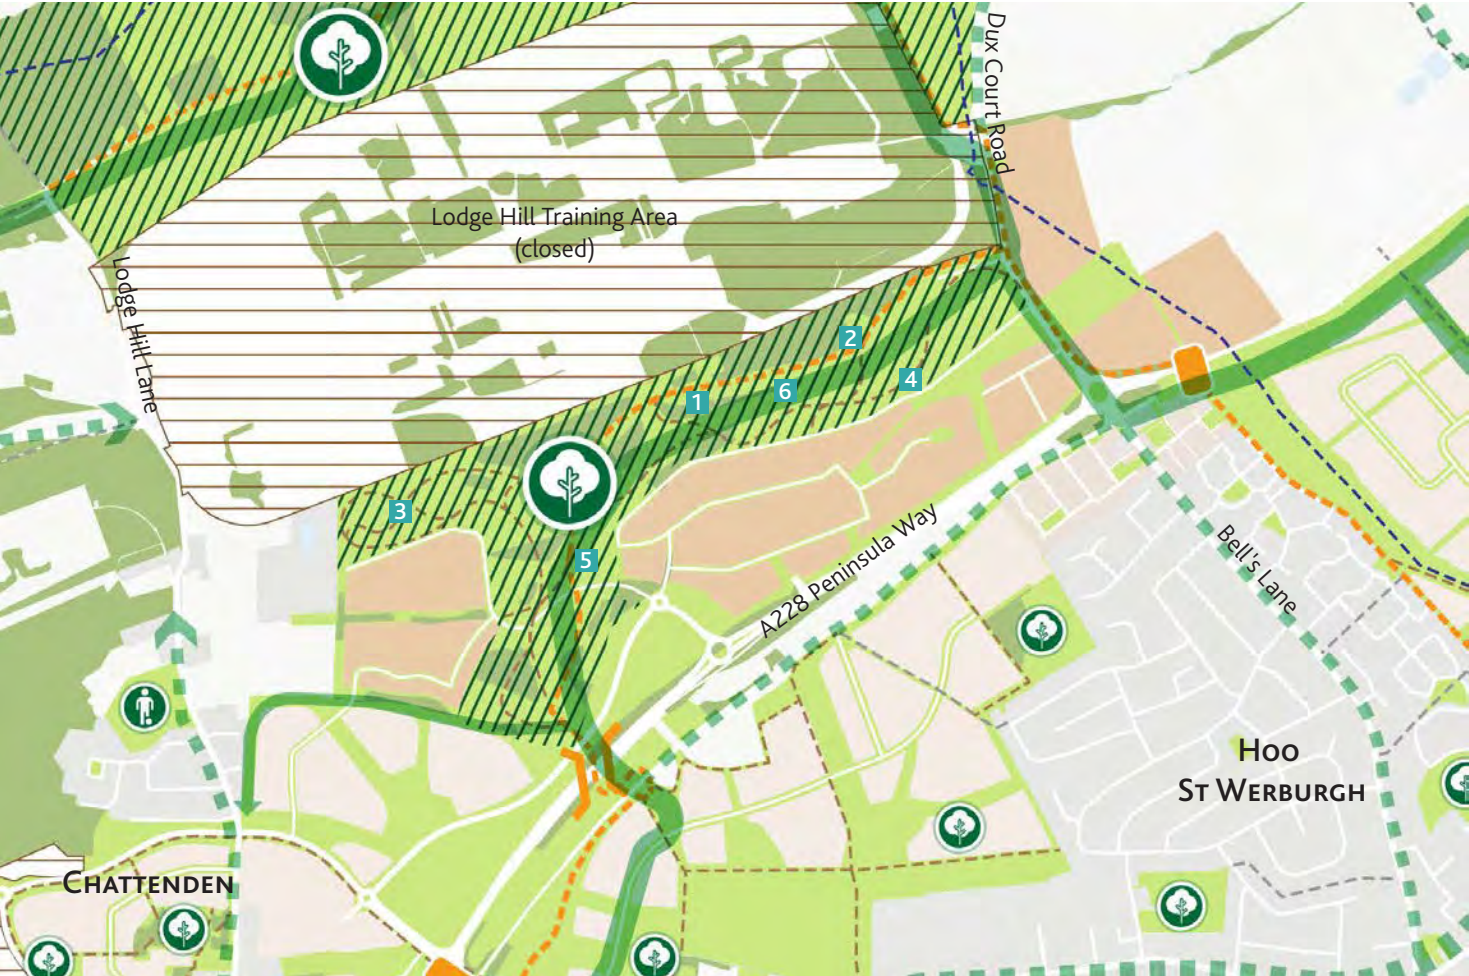 Dux Court Road
Lodge Hill Training Area
(closed)
Lodge Hill Lane
2
1
6
4
3
5
A228 Peninsula Way
Bell's Lane
Hoo
St Werburgh
Chattenden